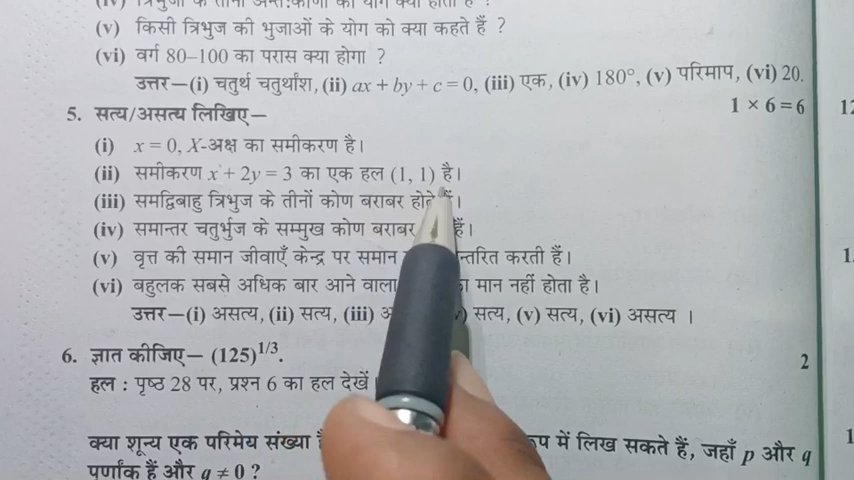 (v) किसी त्रिभुज की भुजाओं के योग को क्या कहते हैं ?
(vi) वर्ग 80–100 का परास क्या होगा ?
उत्तर—(i) चतुर्थ चतुर्थांश, (ii) ax + by + c = 0, (iii) एक, (iv) 180°, (v) परिमाप, (vi) 20.
5. सत्य/असत्य लिखिए— 1 × 6 = 6
(i) x = 0, X-अक्ष का समीकरण है।
(ii) समीकरण x + 2y = 3 का एक हल (1, 1) है।
(iii) समद्विबाहु त्रिभुज के तीनों कोण बराबर होते
(iv) समान्तर चतुर्भुज के सम्मुख कोण बराबर हैं।
(v) वृत्त की समान जीवाएँ केन्द्र पर समान न्तरित करती हैं।
(vi) बहुलक सबसे अधिक बार आने वाला मान नहीं होता है।
उत्तर—(i) असत्य, (ii) सत्य, (iii) सत्य, (v) सत्य, (vi) असत्य ।
6. ज्ञात कीजिए— (125)^{1/3}. 2
हल : पृष्ठ 28 पर, प्रश्न 6 का हल देखें
क्या शून्य एक परिमेय संख्या में लिख सकते हैं, जहाँ p और q
पूर्णांक हैं और q ≠ 0 ?